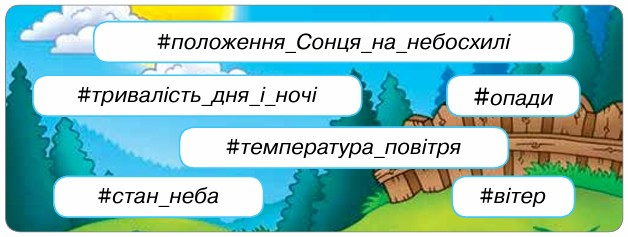 #положення_Сонця_на_небосхилі
#тривалість_дня_і_ночі
#опади
#температура_повітря
#стан_неба
#вітер